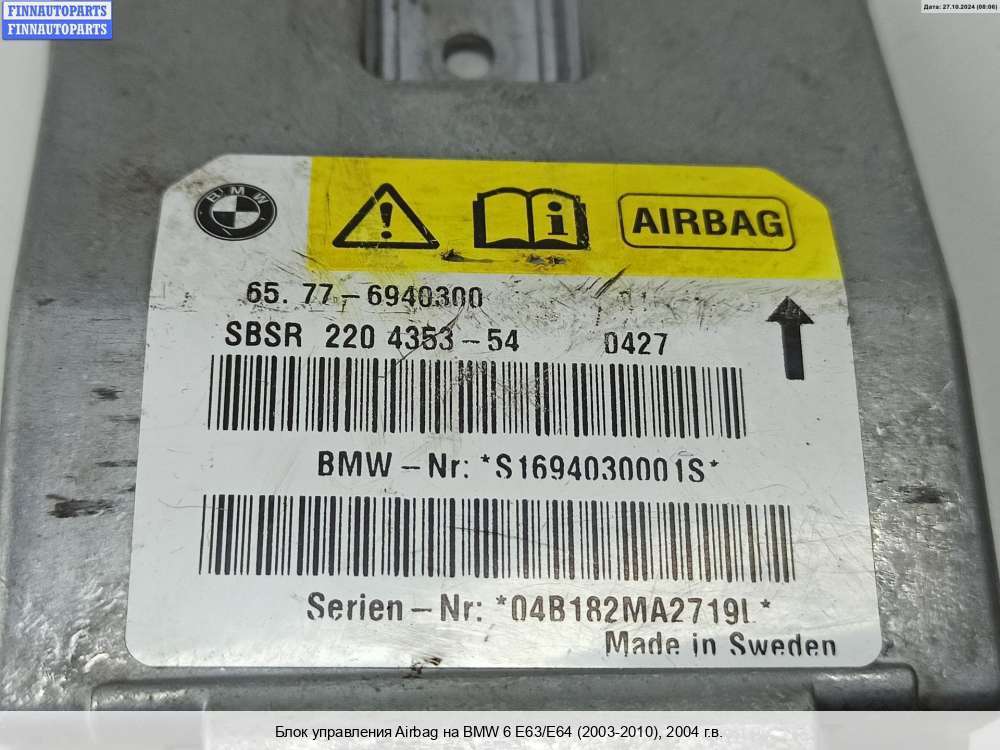 FINNAUTOPARTS
FINNAUTOPARTS
Дата: 27.10.2024 (08:06)
BMW
AIRBAG
65. 77-6940300
SBSR 220 4353-54 0427
BMW-Nr: *S1694030001S*
Serien-Nr: *04B182MA2719L*
Made in Sweden
Блок управления Airbag на BMW 6 E63/E64 (2003-2010), 2004 г.в.